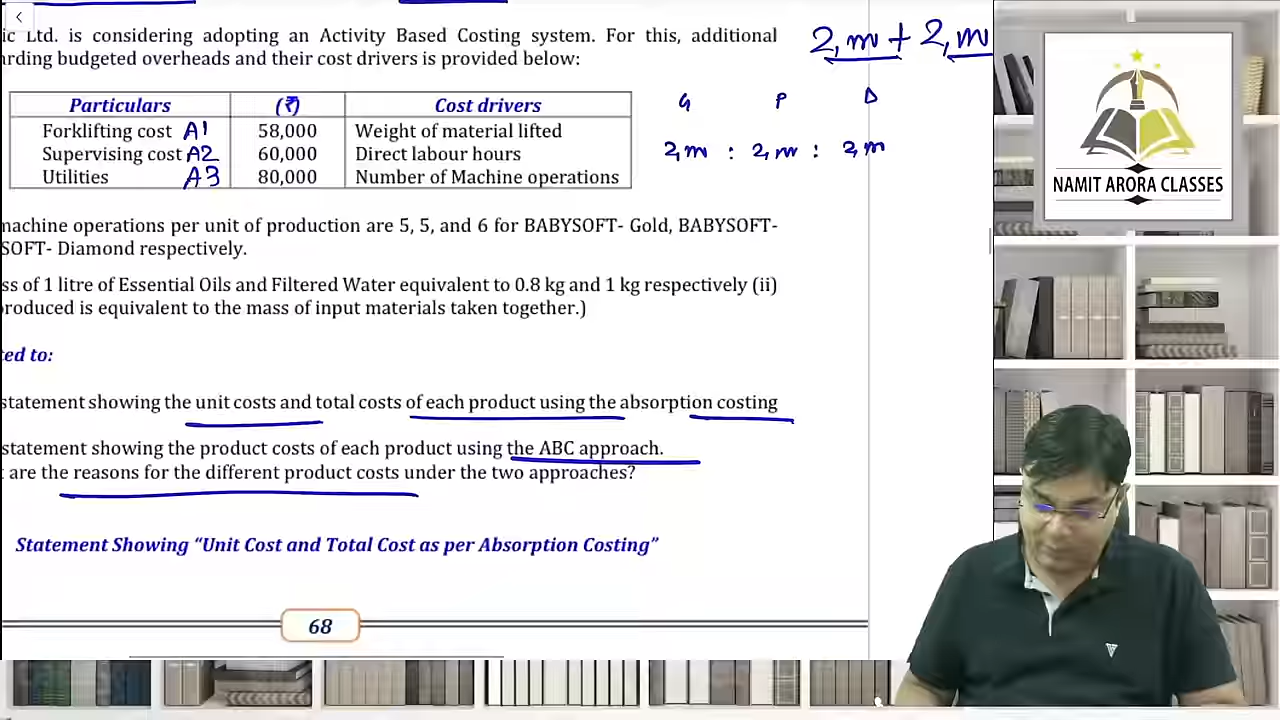 ic Ltd. is considering adopting an Activity Based Costing system. For this, additional
arding budgeted overheads and their cost drivers is provided below:
2,m + 2,m
Particulars (₹) Cost drivers
Forklifting cost A1 58,000 Weight of material lifted
Supervising cost A2 60,000 Direct labour hours
Utilities A3 80,000 Number of Machine operations
G P D
2,m : 2,m : 2,m
machine operations per unit of production are 5, 5, and 6 for BABYSOFT- Gold, BABYSOFT-
SOFT- Diamond respectively.
ss of 1 litre of Essential Oils and Filtered Water equivalent to 0.8 kg and 1 kg respectively (ii)
produced is equivalent to the mass of input materials taken together.)
ted to:
statement showing the unit costs and total costs of each product using the absorption costing
statement showing the product costs of each product using the ABC approach.
t are the reasons for the different product costs under the two approaches?
Statement Showing “Unit Cost and Total Cost as per Absorption Costing”
68
NAMIT ARORA CLASSES